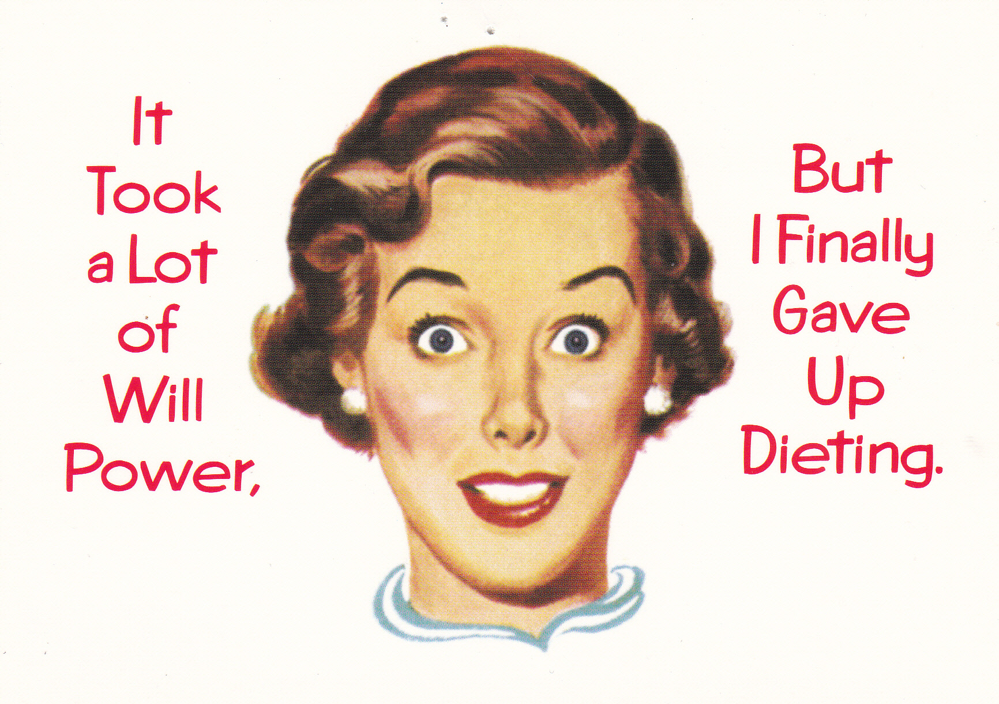 It
Took
a Lot
of
Will
Power,
But
I Finally
Gave
Up
Dieting.